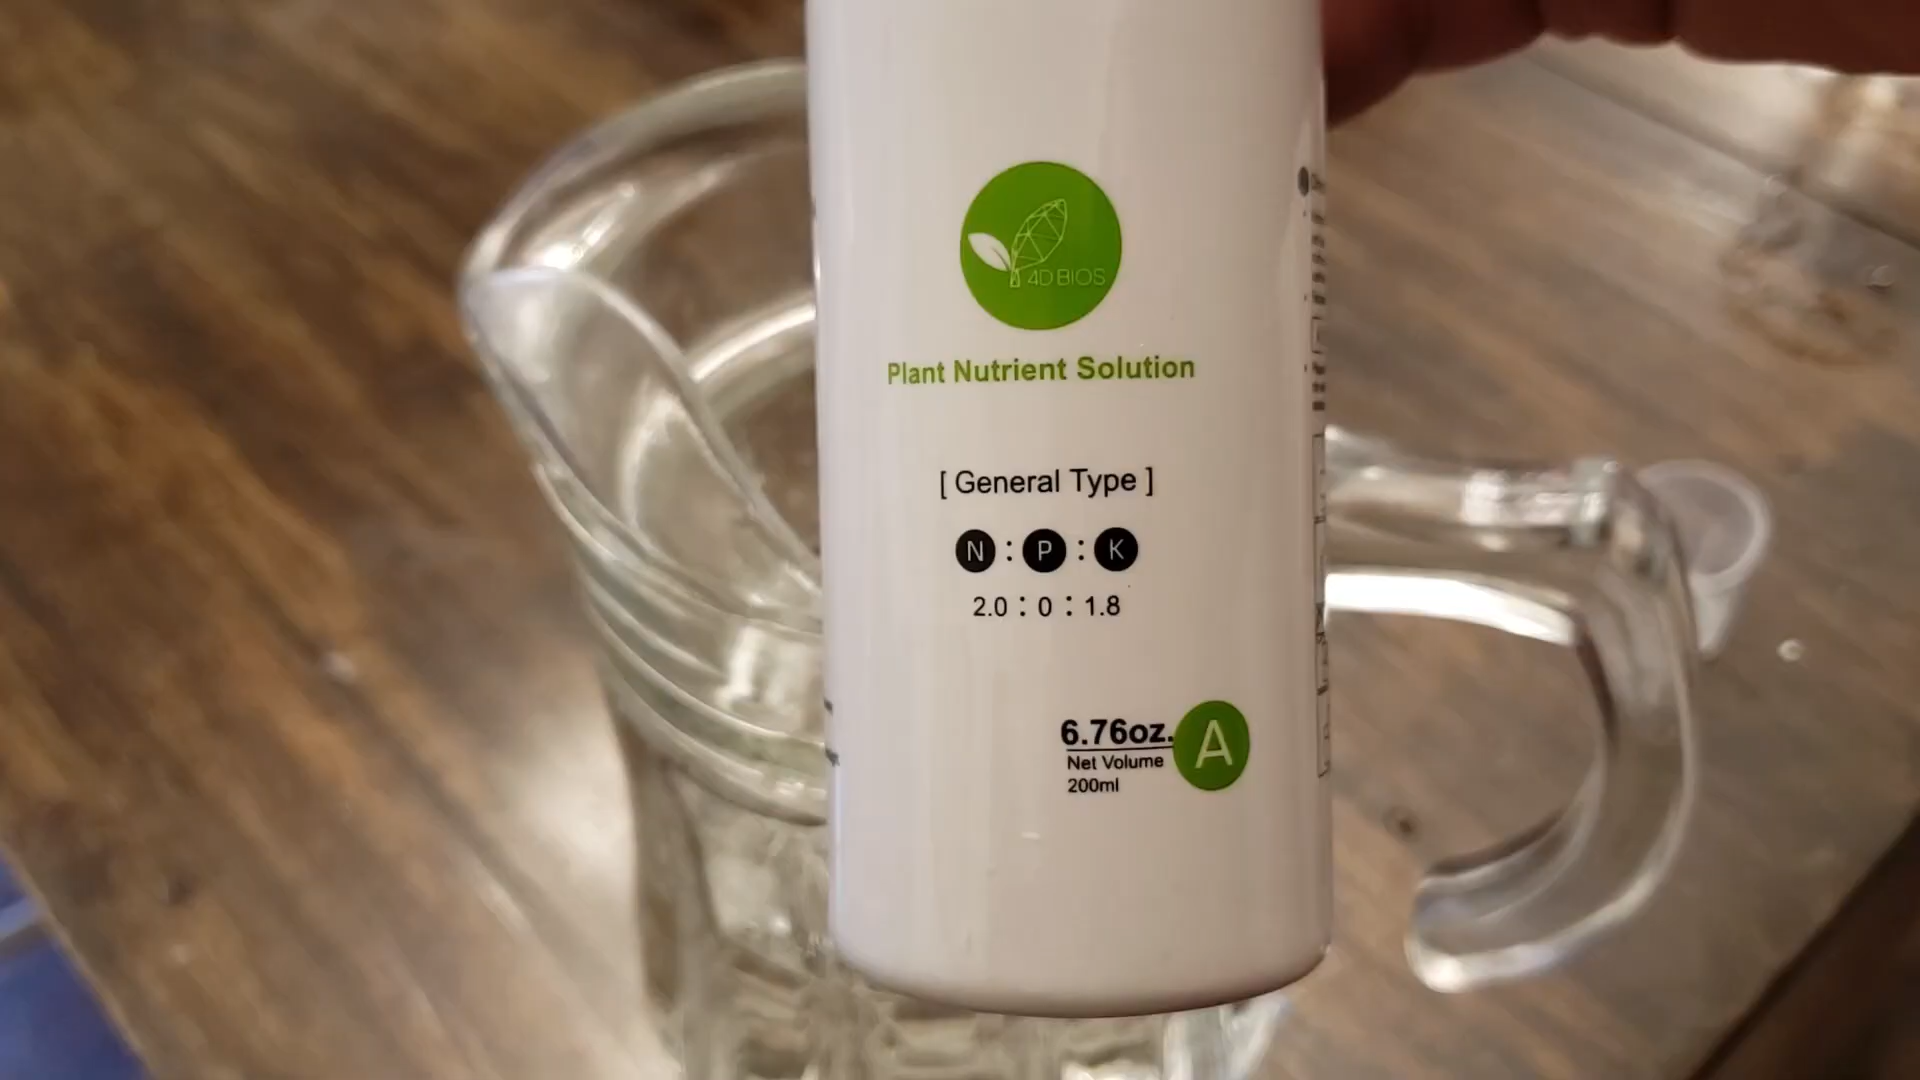 4D BIOS
Plant Nutrient Solution
[ General Type ]
N : P : K
2.0 : 0 : 1.8
6.76oz.
Net Volume
200ml
A